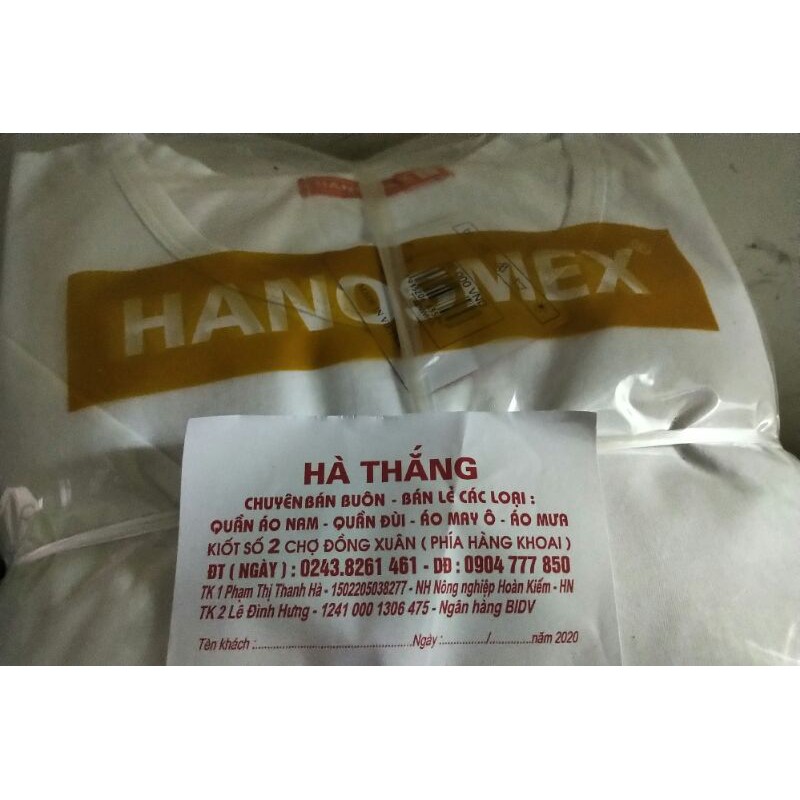 HANOSMEX
HÀ THẮNG
CHUYÊN BÁN BUÔN - BÁN LẺ CÁC LOẠI :
QUẦN ÁO NAM - QUẦN ĐÙI - ÁO MAY Ô - ÁO MƯA
KIỐT SỐ 2 CHỢ ĐỒNG XUÂN ( PHÍA HÀNG KHOAI )
ĐT ( NGÀY ) : 0243.8261 461 - DĐ : 0904 777 850
TK 1 Phạm Thị Thanh Hà - 1502205038277 - NH Nông nghiệp Hoàn Kiếm - HN
TK 2 Lê Đình Hưng - 1241 000 1306 475 - Ngân hàng BIDV
Tên khách :..............................................Ngày :............/............năm 2020